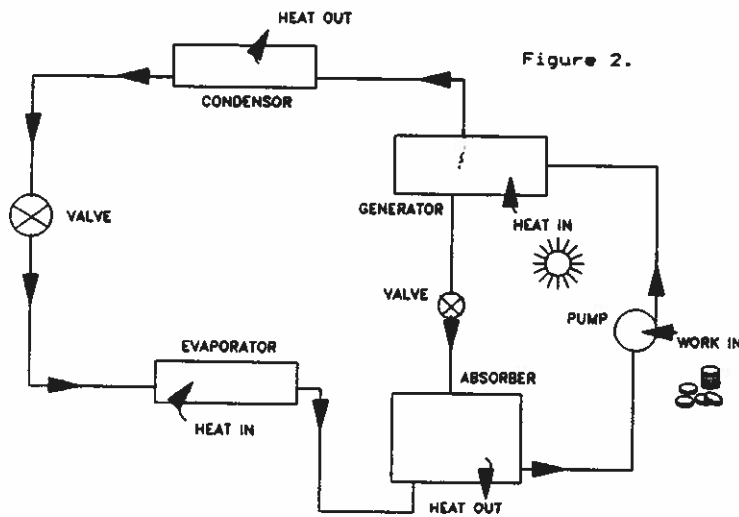 HEAT OUT
Figure 2.
CONDENSOR
VALVE
GENERATOR
HEAT IN
VALVE
PUMP
WORK IN
EVAPORATOR
ABSORBER
HEAT IN
HEAT OUT